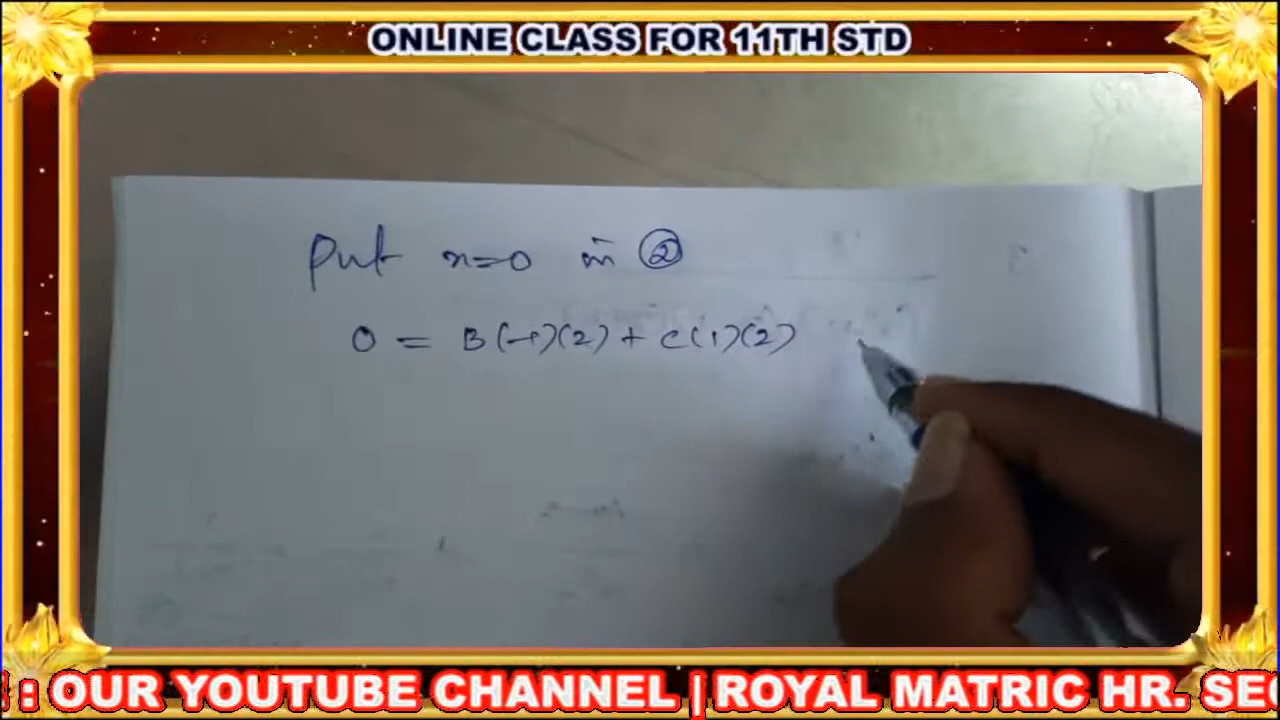 ONLINE CLASS FOR 11TH STD
Put x=0 in ②
0 = B(-1)(2) + C(1)(2)
: OUR YOUTUBE CHANNEL | ROYAL MATRIC HR. SEC